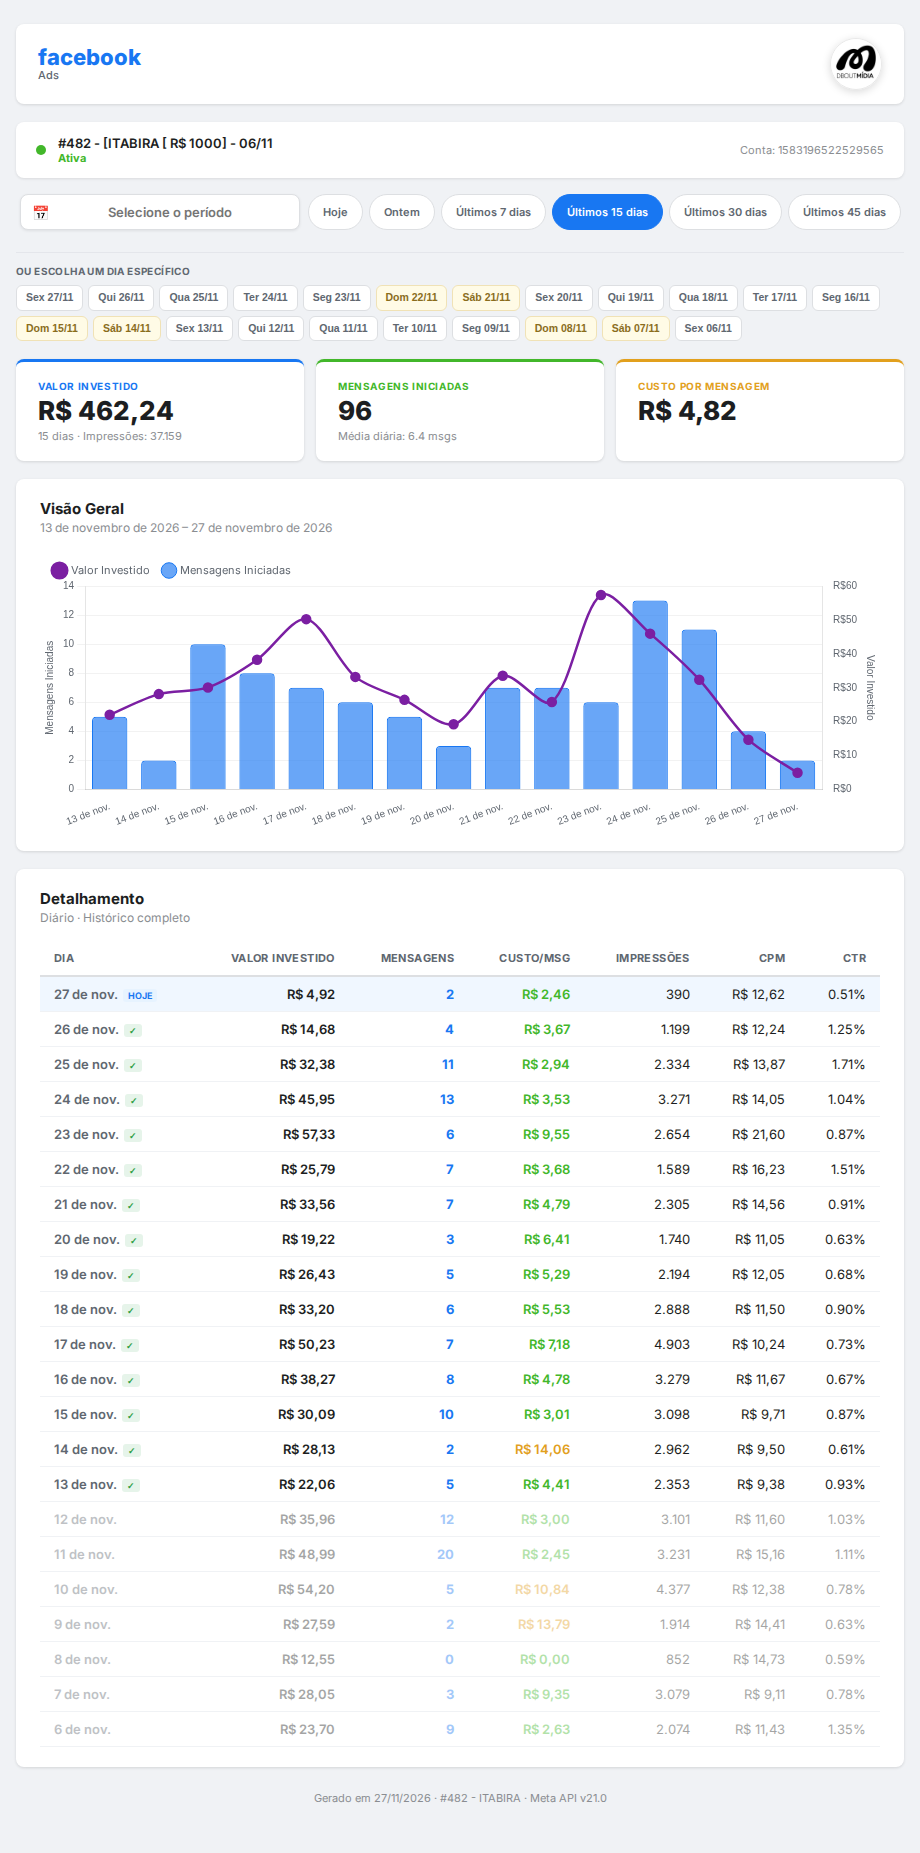 facebook
Ads
DBOUTMÍDIA
#482 - [ITABIRA [ R$ 1000] - 06/11
Ativa
Conta: 1583196522529565
📅 Selecione o período Hoje Ontem Últimos 7 dias Últimos 15 dias Últimos 30 dias Últimos 45 dias
OU ESCOLHA UM DIA ESPECÍFICO
Sex 27/11 Qui 26/11 Qua 25/11 Ter 24/11 Seg 23/11 Dom 22/11 Sáb 21/11 Sex 20/11 Qui 19/11 Qua 18/11 Ter 17/11 Seg 16/11
Dom 15/11 Sáb 14/11 Sex 13/11 Qui 12/11 Qua 11/11 Ter 10/11 Seg 09/11 Dom 08/11 Sáb 07/11 Sex 06/11
VALOR INVESTIDO
R$ 462,24
15 dias · Impressões: 37.159
MENSAGENS INICIADAS
96
Média diária: 6.4 msgs
CUSTO POR MENSAGEM
R$ 4,82
Visão Geral
13 de novembro de 2026 – 27 de novembro de 2026
Valor Investido Mensagens Iniciadas
Mensagens Iniciadas
14
12
10
8
6
4
2
0
R$60
R$50
R$40
R$30
R$20
R$10
R$0
Valor Investido
13 de nov. 14 de nov. 15 de nov. 16 de nov. 17 de nov. 18 de nov. 19 de nov. 20 de nov. 21 de nov. 22 de nov. 23 de nov. 24 de nov. 25 de nov. 26 de nov. 27 de nov.
Detalhamento
Diário · Histórico completo
DIA VALOR INVESTIDO MENSAGENS CUSTO/MSG IMPRESSÕES CPM CTR
27 de nov. HOJE R$ 4,92 2 R$ 2,46 390 R$ 12,62 0.51%
26 de nov. ✓ R$ 14,68 4 R$ 3,67 1.199 R$ 12,24 1.25%
25 de nov. ✓ R$ 32,38 11 R$ 2,94 2.334 R$ 13,87 1.71%
24 de nov. ✓ R$ 45,95 13 R$ 3,53 3.271 R$ 14,05 1.04%
23 de nov. ✓ R$ 57,33 6 R$ 9,55 2.654 R$ 21,60 0.87%
22 de nov. ✓ R$ 25,79 7 R$ 3,68 1.589 R$ 16,23 1.51%
21 de nov. ✓ R$ 33,56 7 R$ 4,79 2.305 R$ 14,56 0.91%
20 de nov. ✓ R$ 19,22 3 R$ 6,41 1.740 R$ 11,05 0.63%
19 de nov. ✓ R$ 26,43 5 R$ 5,29 2.194 R$ 12,05 0.68%
18 de nov. ✓ R$ 33,20 6 R$ 5,53 2.888 R$ 11,50 0.90%
17 de nov. ✓ R$ 50,23 7 R$ 7,18 4.903 R$ 10,24 0.73%
16 de nov. ✓ R$ 38,27 8 R$ 4,78 3.279 R$ 11,67 0.67%
15 de nov. ✓ R$ 30,09 10 R$ 3,01 3.098 R$ 9,71 0.87%
14 de nov. ✓ R$ 28,13 2 R$ 14,06 2.962 R$ 9,50 0.61%
13 de nov. ✓ R$ 22,06 5 R$ 4,41 2.353 R$ 9,38 0.93%
12 de nov. R$ 35,96 12 R$ 3,00 3.101 R$ 11,60 1.03%
11 de nov. R$ 48,99 20 R$ 2,45 3.231 R$ 15,16 1.11%
10 de nov. R$ 54,20 5 R$ 10,84 4.377 R$ 12,38 0.78%
9 de nov. R$ 27,59 2 R$ 13,79 1.914 R$ 14,41 0.63%
8 de nov. R$ 12,55 0 R$ 0,00 852 R$ 14,73 0.59%
7 de nov. R$ 28,05 3 R$ 9,35 3.079 R$ 9,11 0.78%
6 de nov. R$ 23,70 9 R$ 2,63 2.074 R$ 11,43 1.35%
Gerado em 27/11/2026 · #482 - ITABIRA · Meta API v21.0